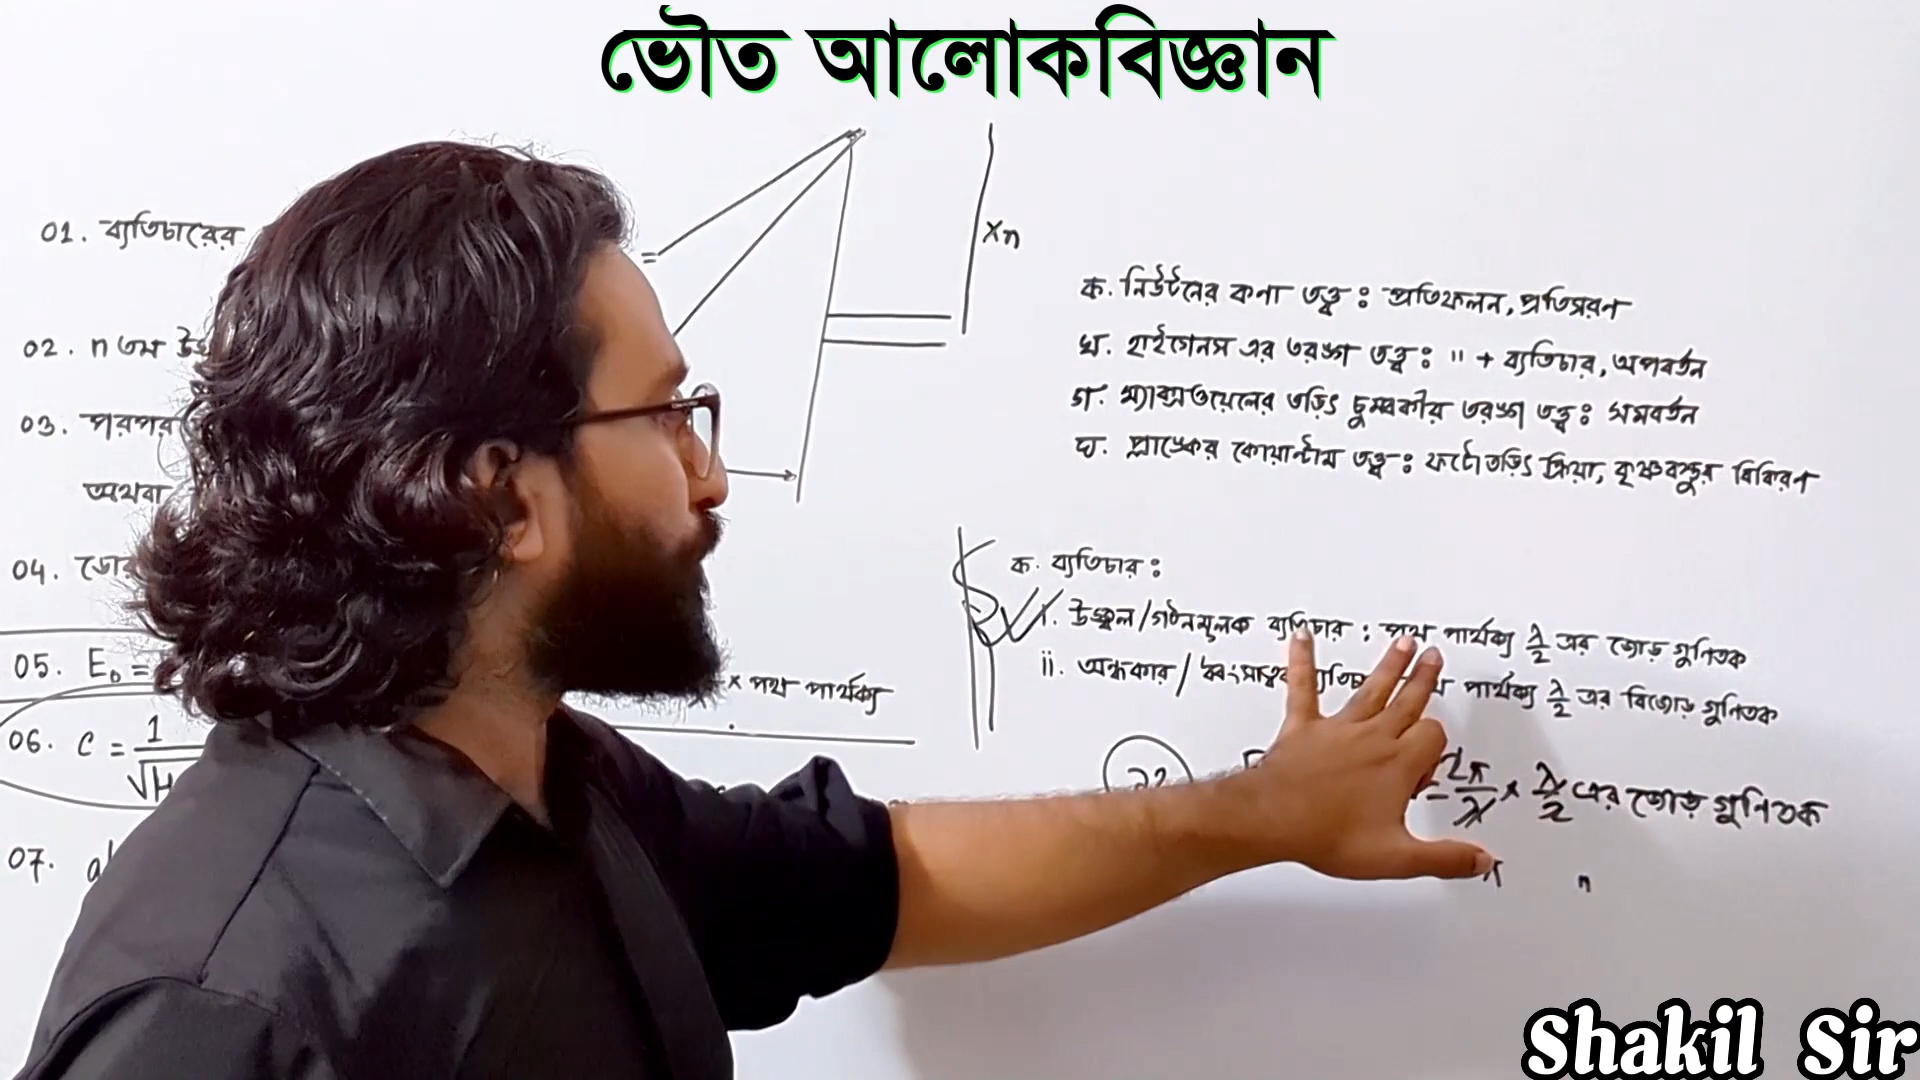 ভৌত আলোকবিজ্ঞান
01. ব্যতিচারের
02. n তম
03. পরপর
অথবা
04.
05. E₀ =
06. C = 1/√μ
07.
xₙ
× পথ পার্থক্য
ক. নিউটনের কণা তত্ত্ব : প্রতিফলন, প্রতিসরণ
খ. হাইগেনস এর তরঙ্গ তত্ত্ব : " + ব্যতিচার, অপবর্তন
গ. ম্যাক্সওয়েলের তড়িৎ চুম্বকীয় তরঙ্গ তত্ত্ব : সমবর্তন
ঘ. প্লাঙ্কের কোয়ান্টাম তত্ত্ব : ফটোতড়িৎ ক্রিয়া, কৃষ্ণবস্তুর বিকিরণ
ক. ব্যতিচার :
i. উজ্জ্বল/গঠনমূলক ব্যতিচার : পথ পার্থক্য λ/2 এর জোড় গুণিতক
ii. অন্ধকার/ধ্বংসাত্মক পার্থক্য λ/2 এর বিজোড় গুণিতক
= 2π/λ × λ/2 এর জোড় গুণিতক
π n
Shakil Sir